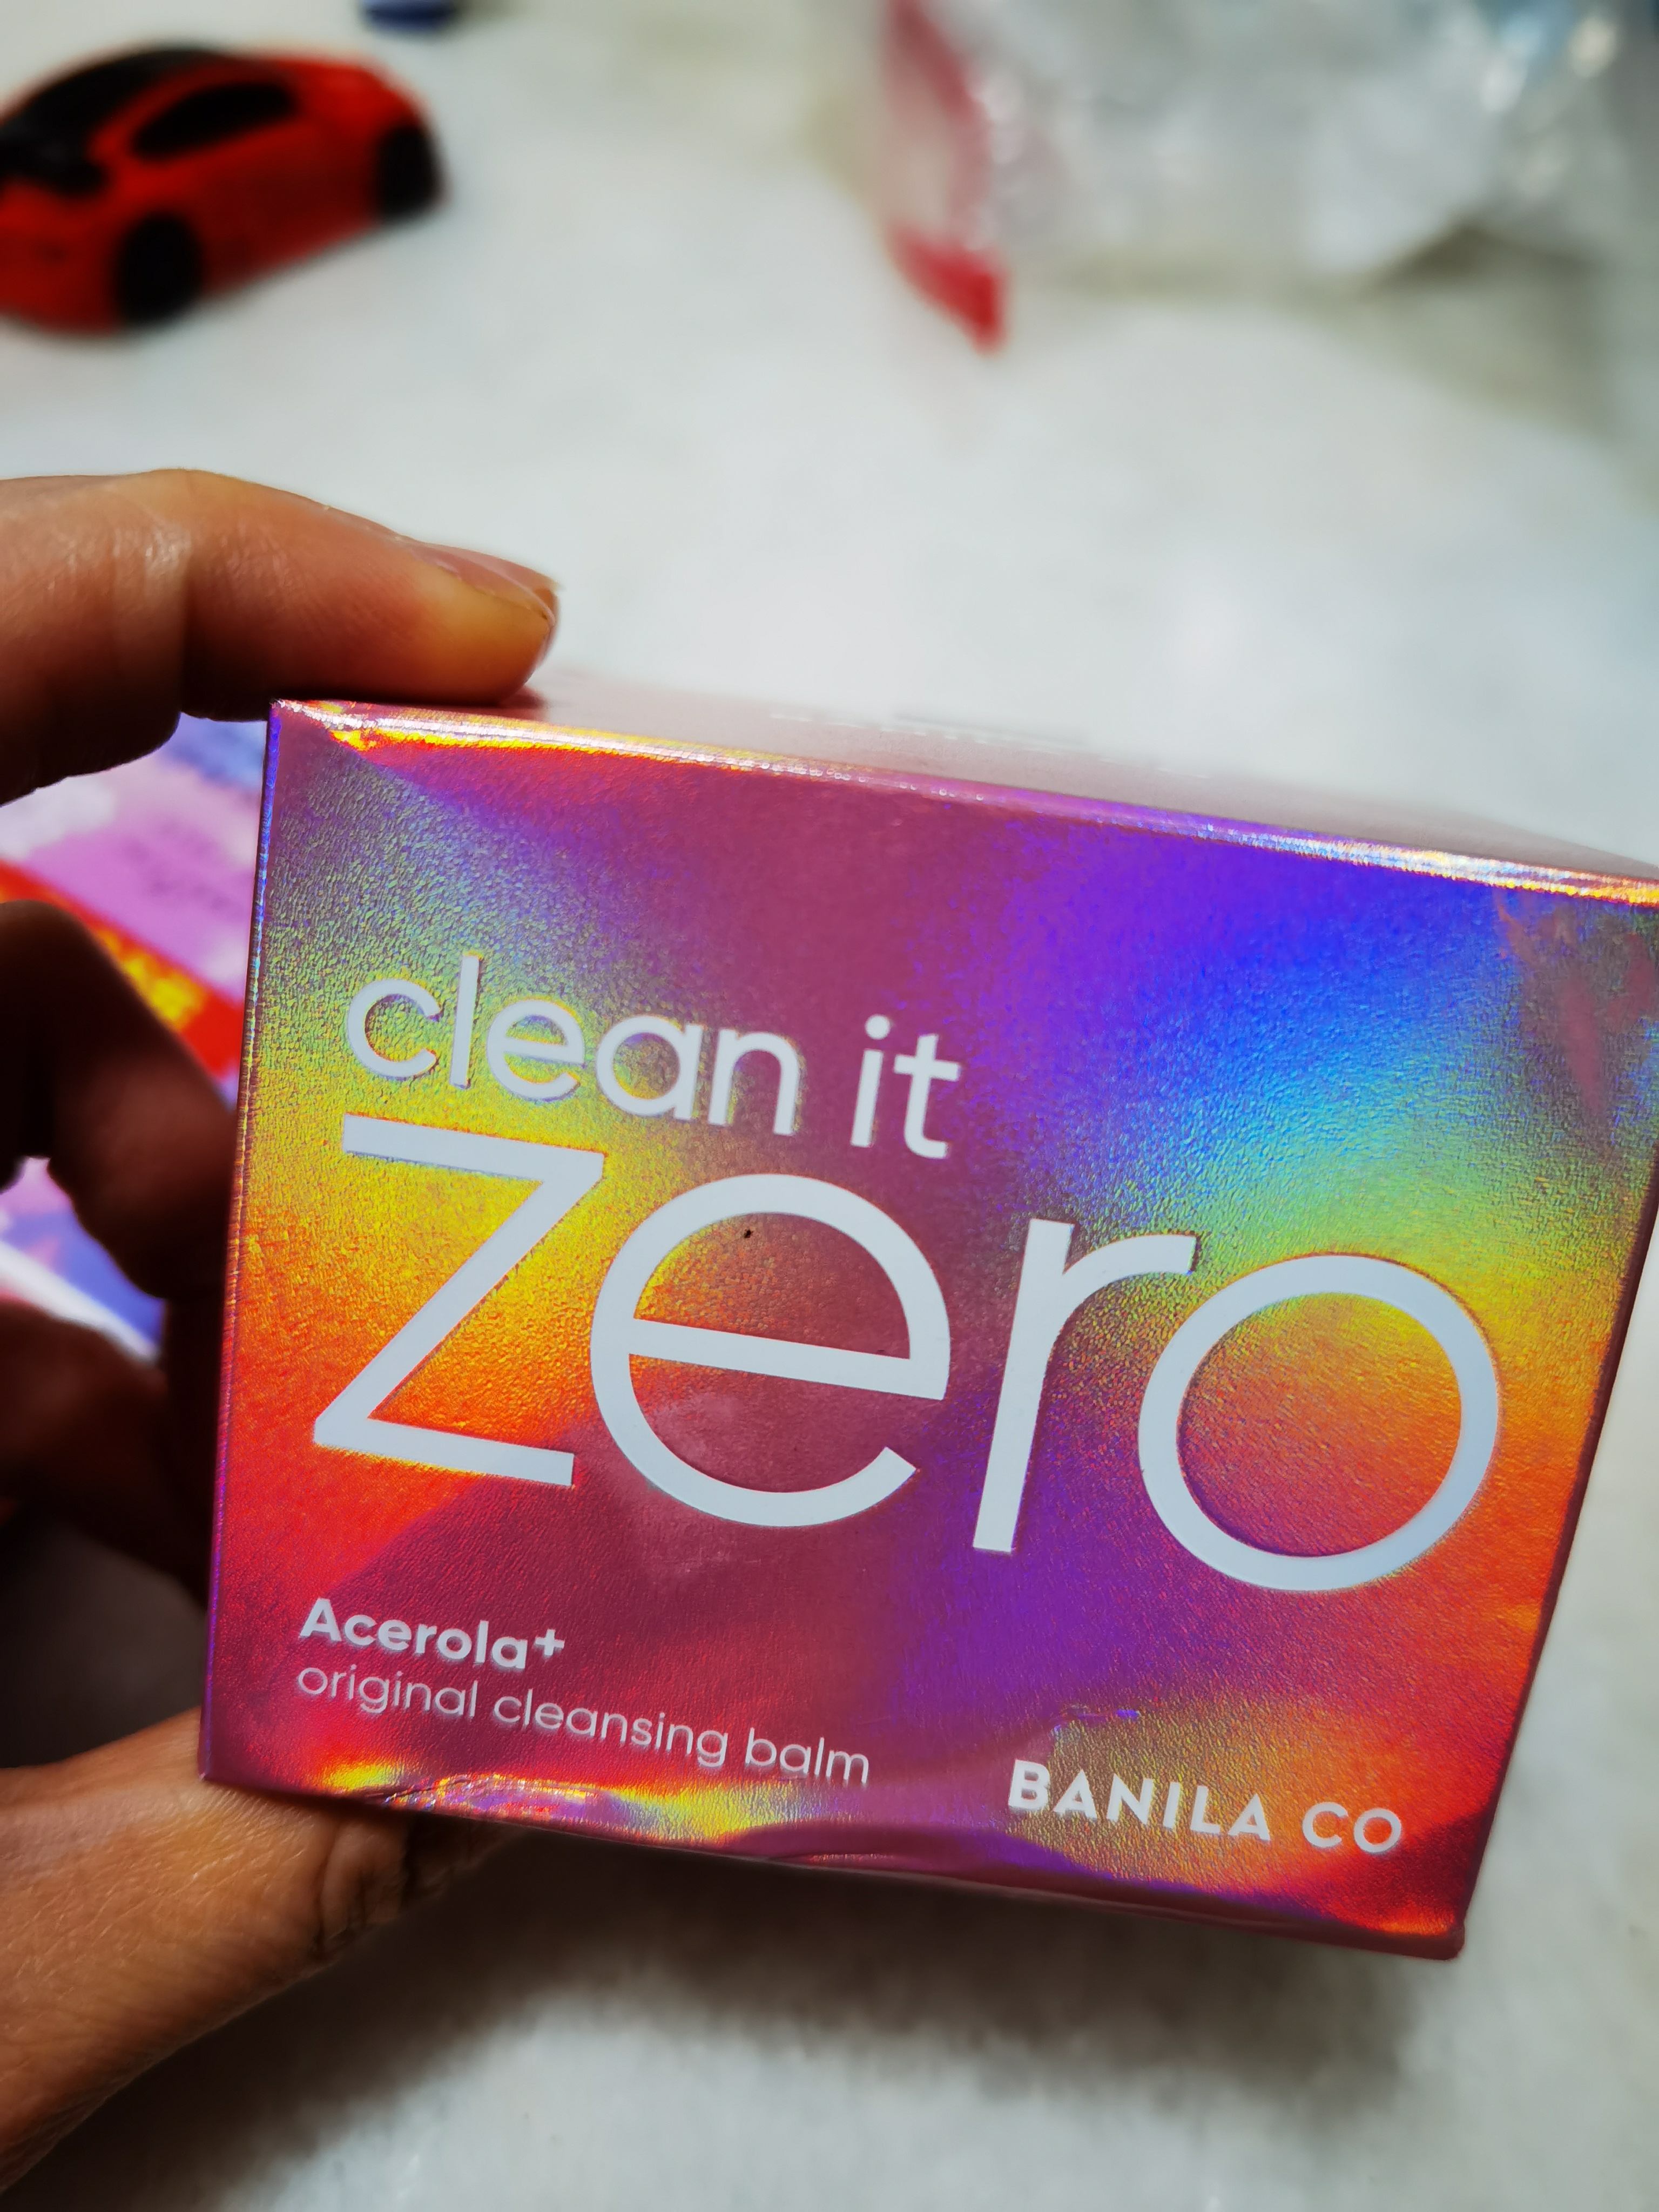 clean it
zero
Acerola+
original cleansing balm
BANILA CO